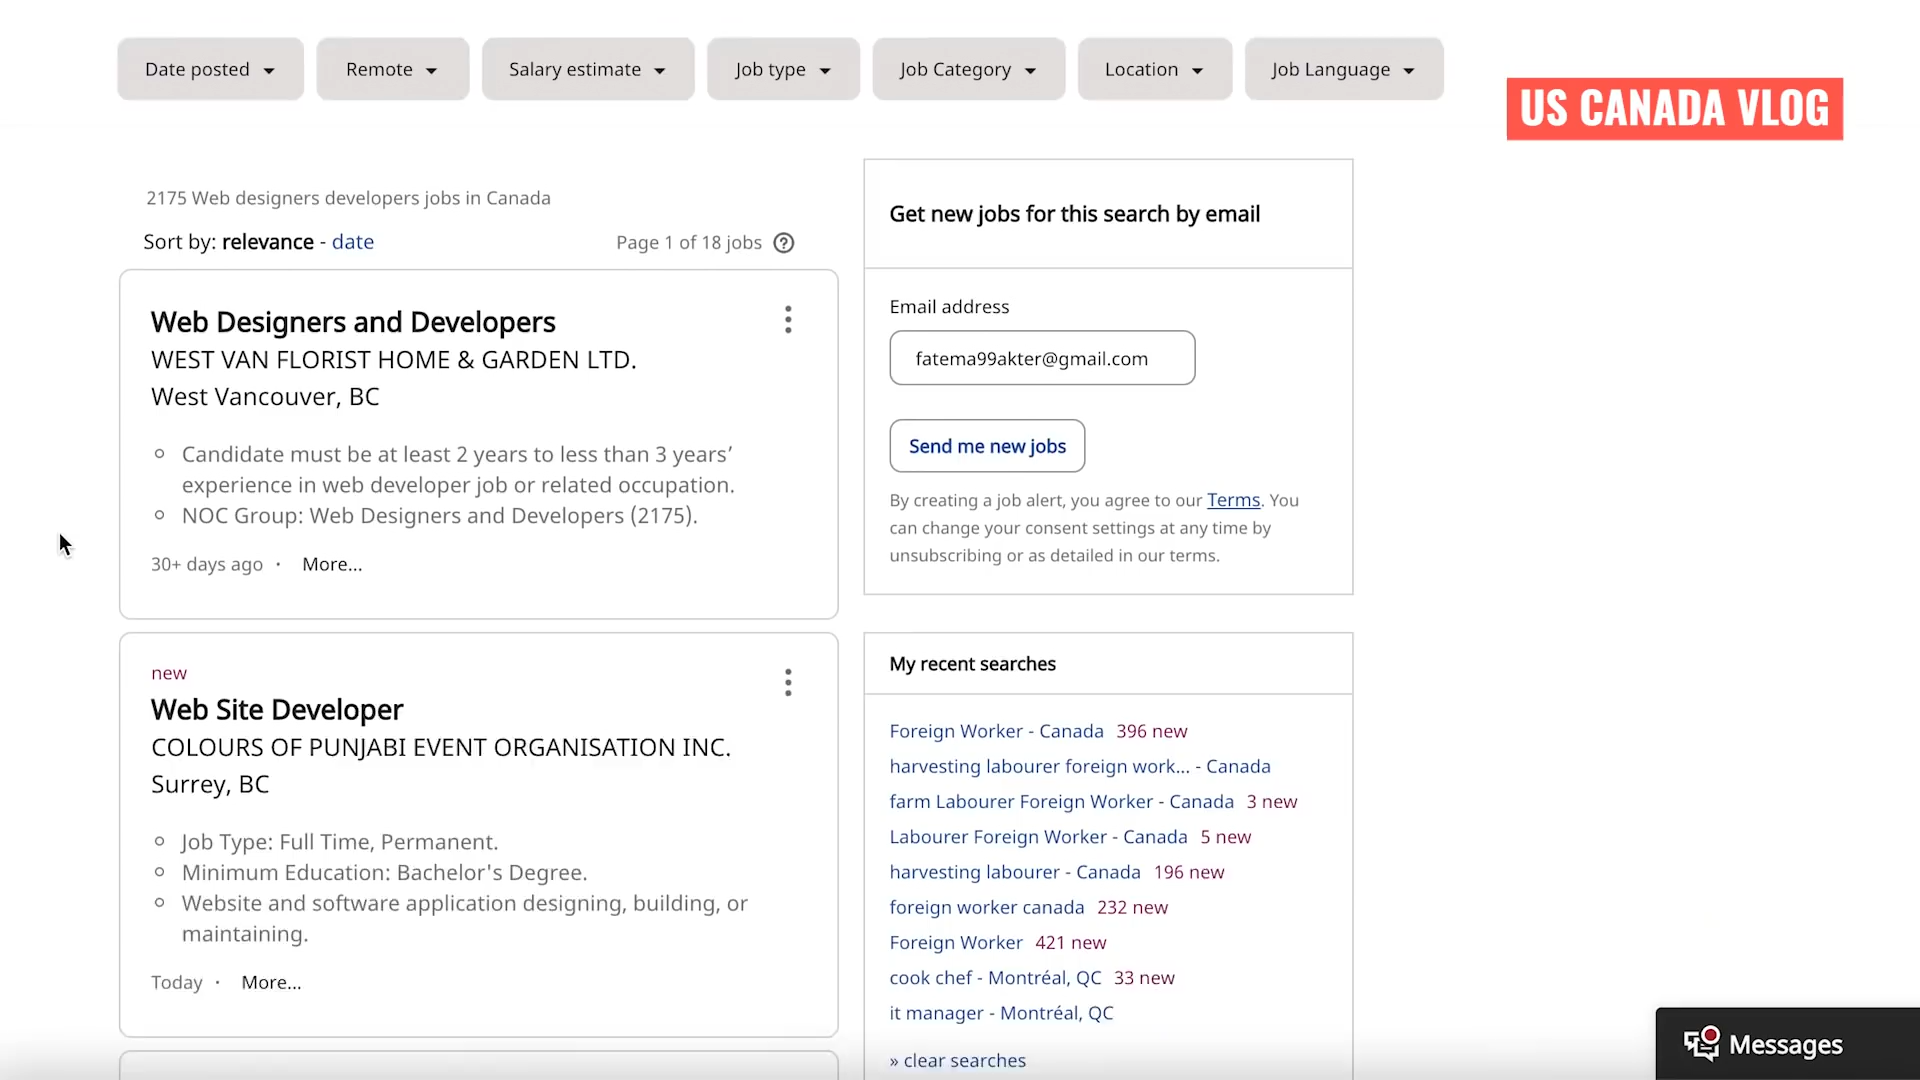 Date posted
Remote
Salary estimate
Job type
Job Category
Location
Job Language
US CANADA VLOG
2175 Web designers developers jobs in Canada
Sort by: relevance - date
Page 1 of 18 jobs
Web Designers and Developers
WEST VAN FLORIST HOME & GARDEN LTD.
West Vancouver, BC
Candidate must be at least 2 years to less than 3 years’
experience in web developer job or related occupation.
NOC Group: Web Designers and Developers (2175).
30+ days ago · More...
new
Web Site Developer
COLOURS OF PUNJABI EVENT ORGANISATION INC.
Surrey, BC
Job Type: Full Time, Permanent.
Minimum Education: Bachelor's Degree.
Website and software application designing, building, or
maintaining.
Today · More...
Get new jobs for this search by email
Email address
fatema99akter@gmail.com
Send me new jobs
By creating a job alert, you agree to our Terms. You
can change your consent settings at any time by
unsubscribing or as detailed in our terms.
My recent searches
Foreign Worker - Canada 396 new
harvesting labourer foreign work... - Canada
farm Labourer Foreign Worker - Canada 3 new
Labourer Foreign Worker - Canada 5 new
harvesting labourer - Canada 196 new
foreign worker canada 232 new
Foreign Worker 421 new
cook chef - Montréal, QC 33 new
it manager - Montréal, QC
» clear searches
Messages